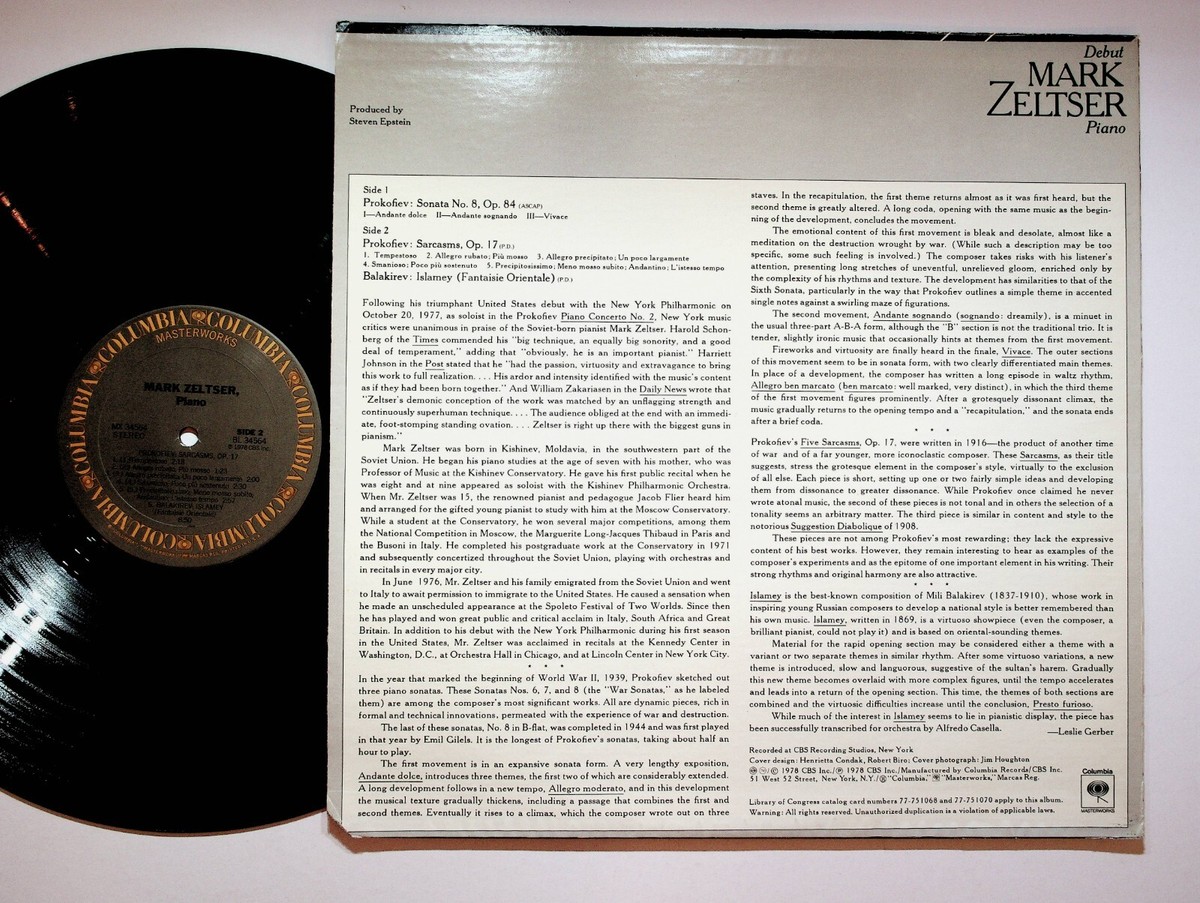 Debut
MARK
ZELTSER
Piano
Produced by
Steven Epstein
Side 1
Prokofiev: Sonata No. 8, Op. 84 (ASCAP)
I—Andante dolce II—Andante sognando III—Vivace
Side 2
Prokofiev: Sarcasms, Op. 17 (P.D.)
1. Tempestoso 2. Allegro rubato; Più mosso 3. Allegro precipitato; Un poco largamente
4. Smanioso; Poco più sostenuto 5. Precipitosissimo; Meno mosso subito; Andantino; L'istesso tempo
Balakirev: Islamey (Fantaisie Orientale) (P.D.)
Following his triumphant United States debut with the New York Philharmonic on
October 20, 1977, as soloist in the Prokofiev Piano Concerto No. 2, New York music
critics were unanimous in praise of the Soviet-born pianist Mark Zeltser. Harold Schon-
berg of the Times commended his "big technique, an equally big sonority, and a good
deal of temperament," adding that "obviously, he is an important pianist." Harriett
Johnson in the Post stated that he "had the passion, virtuosity and extravagance to bring
this work to full realization. . . . His ardor and intensity identified with the music's content
as if they had been born together." And William Zakariasen in the Daily News wrote that
"Zeltser's demonic conception of the work was matched by an unflagging strength and
continuously superhuman technique. . . . The audience obliged at the end with an immedi-
ate, foot-stomping standing ovation. . . . Zeltser is right up there with the biggest guns in
pianism."
Mark Zeltser was born in Kishinev, Moldavia, in the southwestern part of the
Soviet Union. He began his piano studies at the age of seven with his mother, who was
Professor of Music at the Kishinev Conservatory. He gave his first public recital when he
was eight and at nine appeared as soloist with the Kishinev Philharmonic Orchestra.
When Mr. Zeltser was 15, the renowned pianist and pedagogue Jacob Flier heard him
and arranged for the gifted young pianist to study with him at the Moscow Conservatory.
While a student at the Conservatory, he won several major competitions, among them
the National Competition in Moscow, the Marguerite Long-Jacques Thibaud in Paris and
the Busoni in Italy. He completed his postgraduate work at the Conservatory in 1971
and subsequently concertized throughout the Soviet Union, playing with orchestras and
in recitals in every major city.
In June 1976, Mr. Zeltser and his family emigrated from the Soviet Union and went
to Italy to await permission to immigrate to the United States. He caused a sensation when
he made an unscheduled appearance at the Spoleto Festival of Two Worlds. Since then
he has played and won great public and critical acclaim in Italy, South Africa and Great
Britain. In addition to his debut with the New York Philharmonic during his first season
in the United States, Mr. Zeltser was acclaimed in recitals at the Kennedy Center in
Washington, D.C., at Orchestra Hall in Chicago, and at Lincoln Center in New York City.
* * *
In the year that marked the beginning of World War II, 1939, Prokofiev sketched out
three piano sonatas. These Sonatas Nos. 6, 7, and 8 (the "War Sonatas," as he labeled
them) are among the composer's most significant works. All are dynamic pieces, rich in
formal and technical innovations, permeated with the experience of war and destruction.
The last of these sonatas, No. 8 in B-flat, was completed in 1944 and was first played
in that year by Emil Gilels. It is the longest of Prokofiev's sonatas, taking about half an
hour to play.
The first movement is in an expansive sonata form. A very lengthy exposition,
Andante dolce, introduces three themes, the first two of which are considerably extended.
A long development follows in a new tempo, Allegro moderato, and in this development
the musical texture gradually thickens, including a passage that combines the first and
second themes. Eventually it rises to a climax, which the composer wrote out on three
staves. In the recapitulation, the first theme returns almost as it was first heard, but the
second theme is greatly altered. A long coda, opening with the same music as the begin-
ning of the development, concludes the movement.
The emotional content of this first movement is bleak and desolate, almost like a
meditation on the destruction wrought by war. (While such a description may be too
specific, some such feeling is involved.) The composer takes risks with his listener's
attention, presenting long stretches of uneventful, unrelieved gloom, enriched only by
the complexity of his rhythms and texture. The development has similarities to that of the
Sixth Sonata, particularly in the way that Prokofiev outlines a simple theme in accented
single notes against a swirling maze of figurations.
The second movement, Andante sognando (sognando: dreamily), is a minuet in
the usual three-part A-B-A form, although the "B" section is not the traditional trio. It is
tender, slightly ironic music that occasionally hints at themes from the first movement.
Fireworks and virtuosity are finally heard in the finale, Vivace. The outer sections
of this movement seem to be in sonata form, with two clearly differentiated main themes.
In place of a development, the composer has written a long episode in waltz rhythm,
Allegro ben marcato (ben marcato: well marked, very distinct), in which the third theme
of the first movement figures prominently. After a grotesquely dissonant climax, the
music gradually returns to the opening tempo and a "recapitulation," and the sonata ends
after a brief coda.
* * *
Prokofiev's Five Sarcasms, Op. 17, were written in 1916—the product of another time
of war and of a far younger, more iconoclastic composer. These Sarcasms, as their title
suggests, stress the grotesque element in the composer's style, virtually to the exclusion
of all else. Each piece is short, setting up one or two fairly simple ideas and developing
them from dissonance to greater dissonance. While Prokofiev once claimed he never
wrote atonal music, the second of these pieces is not tonal and in others the selection of a
tonality seems an arbitrary matter. The third piece is similar in content and style to the
notorious Suggestion Diabolique of 1908.
These pieces are not among Prokofiev's most rewarding; they lack the expressive
content of his best works. However, they remain interesting to hear as examples of the
composer's experiments and as the epitome of one important element in his writing. Their
strong rhythms and original harmony are also attractive.
* * *
Islamey is the best-known composition of Mili Balakirev (1837-1910), whose work in
inspiring young Russian composers to develop a national style is better remembered than
his own music. Islamey, written in 1869, is a virtuoso showpiece (even the composer, a
brilliant pianist, could not play it) and is based on oriental-sounding themes.
Material for the rapid opening section may be considered either a theme with a
variant or two separate themes in similar rhythm. After some virtuoso variations, a new
theme is introduced, slow and languorous, suggestive of the sultan's harem. Gradually
this new theme becomes overlaid with more complex figures, until the tempo accelerates
and leads into a return of the opening section. This time, the themes of both sections are
combined and the virtuosic difficulties increase until the conclusion, Presto furioso.
While much of the interest in Islamey seems to lie in pianistic display, the piece has
been successfully transcribed for orchestra by Alfredo Casella.
—Leslie Gerber
Recorded at CBS Recording Studios, New York
Cover design: Henrietta Condak, Robert Biro; Cover photograph: Jim Houghton
© 1978 CBS Inc./℗ 1978 CBS Inc./Manufactured by Columbia Records/CBS Inc.
51 West 52 Street, New York, N.Y./® "Columbia," "Masterworks," Marcas Reg.
Library of Congress catalog card numbers 77-751068 and 77-751070 apply to this album.
Warning: All rights reserved. Unauthorized duplication is a violation of applicable laws.
Columbia
MASTERWORKS
COLUMBIA COLUMBIA COLUMBIA COLUMBIA
MASTERWORKS
MARK ZELTSER,
Piano
MX 34564
STEREO
SIDE 2
BL 34564
℗ 1978 CBS Inc.
PROKOFIEV: SARCASMS, OP. 17
5. BALAKIREV: ISLAMEY
(Fantaisie Orientale)